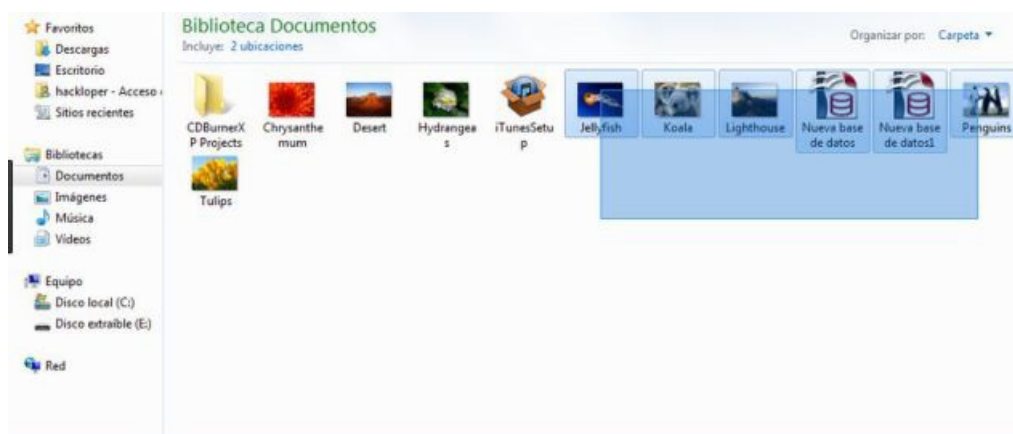 Favoritos
Descargas
Escritorio
hackloper - Acceso
Sitios recientes
Bibliotecas
Documentos
Imágenes
Música
Vídeos
Equipo
Disco local (C:)
Disco extraíble (E:)
Red
Biblioteca Documentos
Incluye: 2 ubicaciones
Organizar por: Carpeta
CDBurnerX
P Projects
Chrysanthe
mum
Desert
Hydrangea
s
iTunesSetu
p
Jellyfish
Koala
Lighthouse
Nueva base
de datos
Nueva base
de datos1
Penguins
Tulips